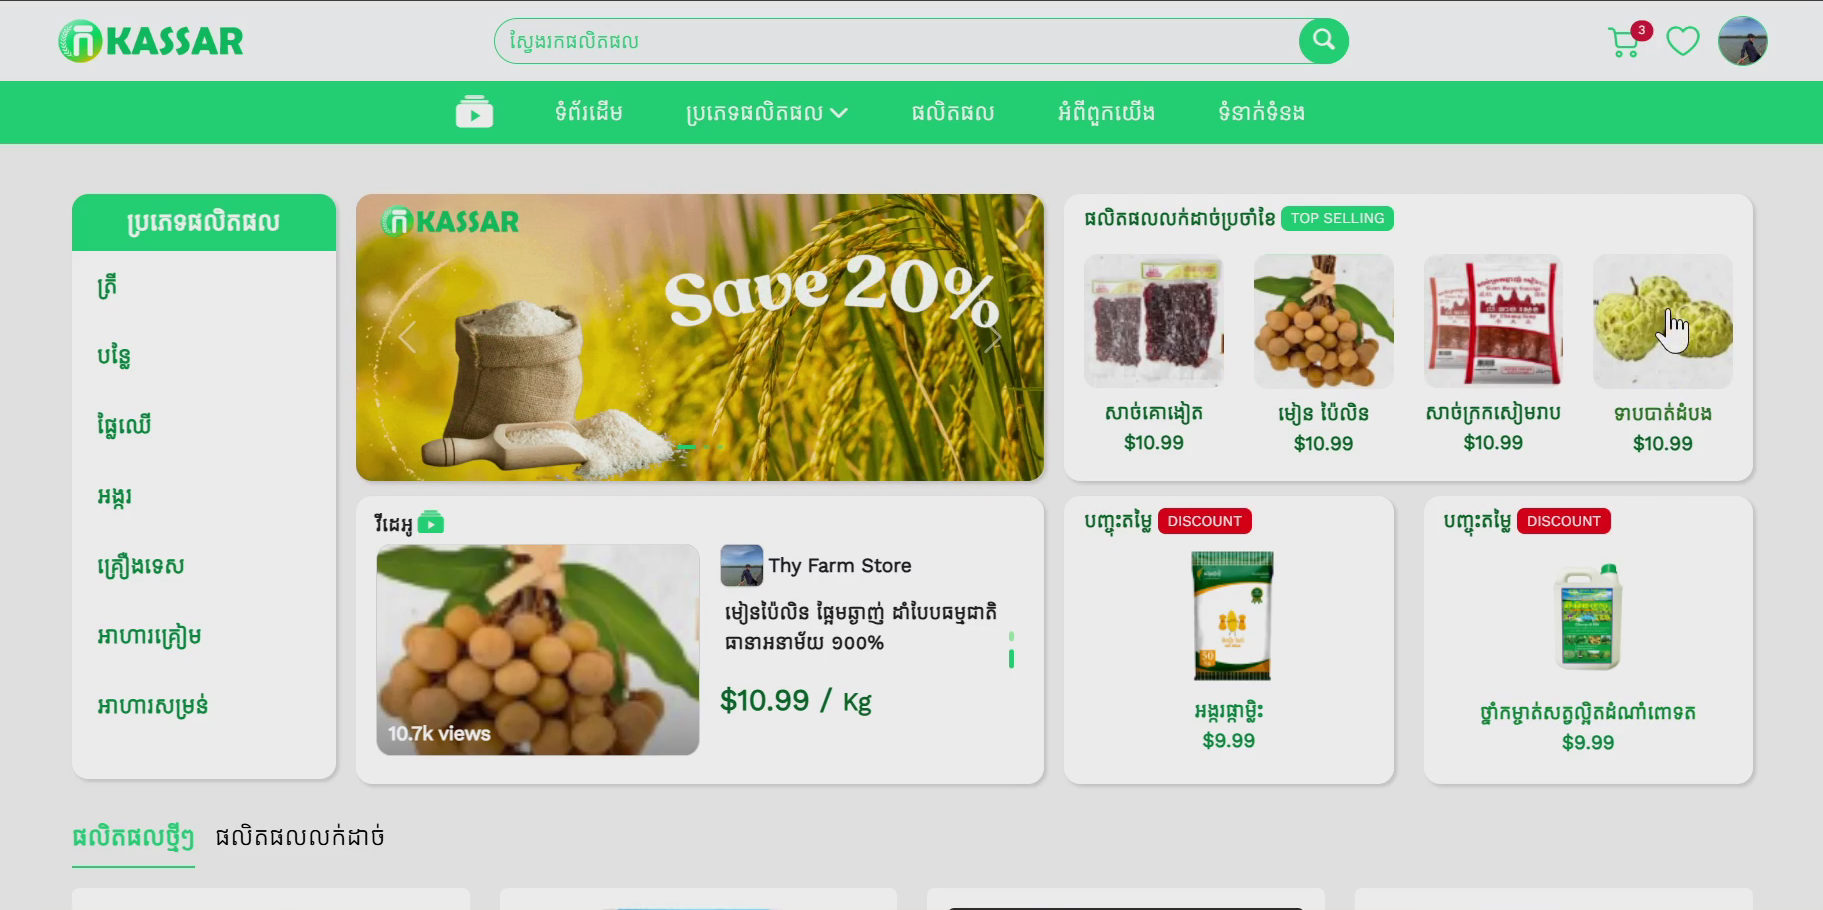 KASSAR
ស្វែងរកផលិតផល
3
ទំព័រដើម
ប្រភេទផលិតផល
ផលិតផល
អំពីពួកយើង
ទំនាក់ទំនង
ប្រភេទផលិតផល
ត្រី
បន្លែ
ផ្លែឈើ
អង្ករ
គ្រឿងទេស
អាហារគ្រៀម
អាហារសម្រន់
KASSAR
Save 20%
ផលិតផលលក់ដាច់ប្រចាំខែ TOP SELLING
សាច់គោងៀត
$10.99
មៀន ប៉ៃលិន
$10.99
សាច់ក្រកសៀមរាប
$10.99
ទាបបាត់ដំបង
$10.99
វីដេអូ
10.7k views
Thy Farm Store
មៀនប៉ៃលិន ផ្អែមឆ្ងាញ់ ដាំបែបធម្មជាតិ
ធានាអនាម័យ ១០០%
$10.99 / Kg
បញ្ចុះតម្លៃ DISCOUNT
50
អង្ករផ្កាម្លិះ
$9.99
បញ្ចុះតម្លៃ DISCOUNT
ថ្នាំកម្ចាត់សត្វល្អិតដំណាំពោទត
$9.99
ផលិតផលថ្មីៗ
ផលិតផលលក់ដាច់